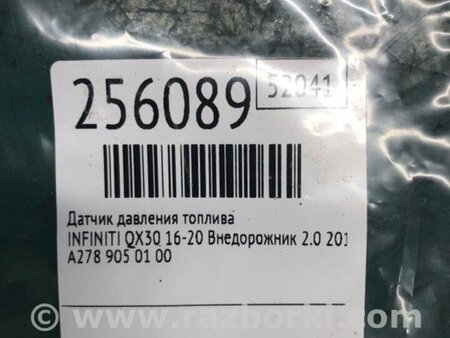 256089
52041
Датчик давления топлива
INFINITI QX30 16-20 Внедорожник 2.0 201
A278 905 01 00
© www.razborki.com